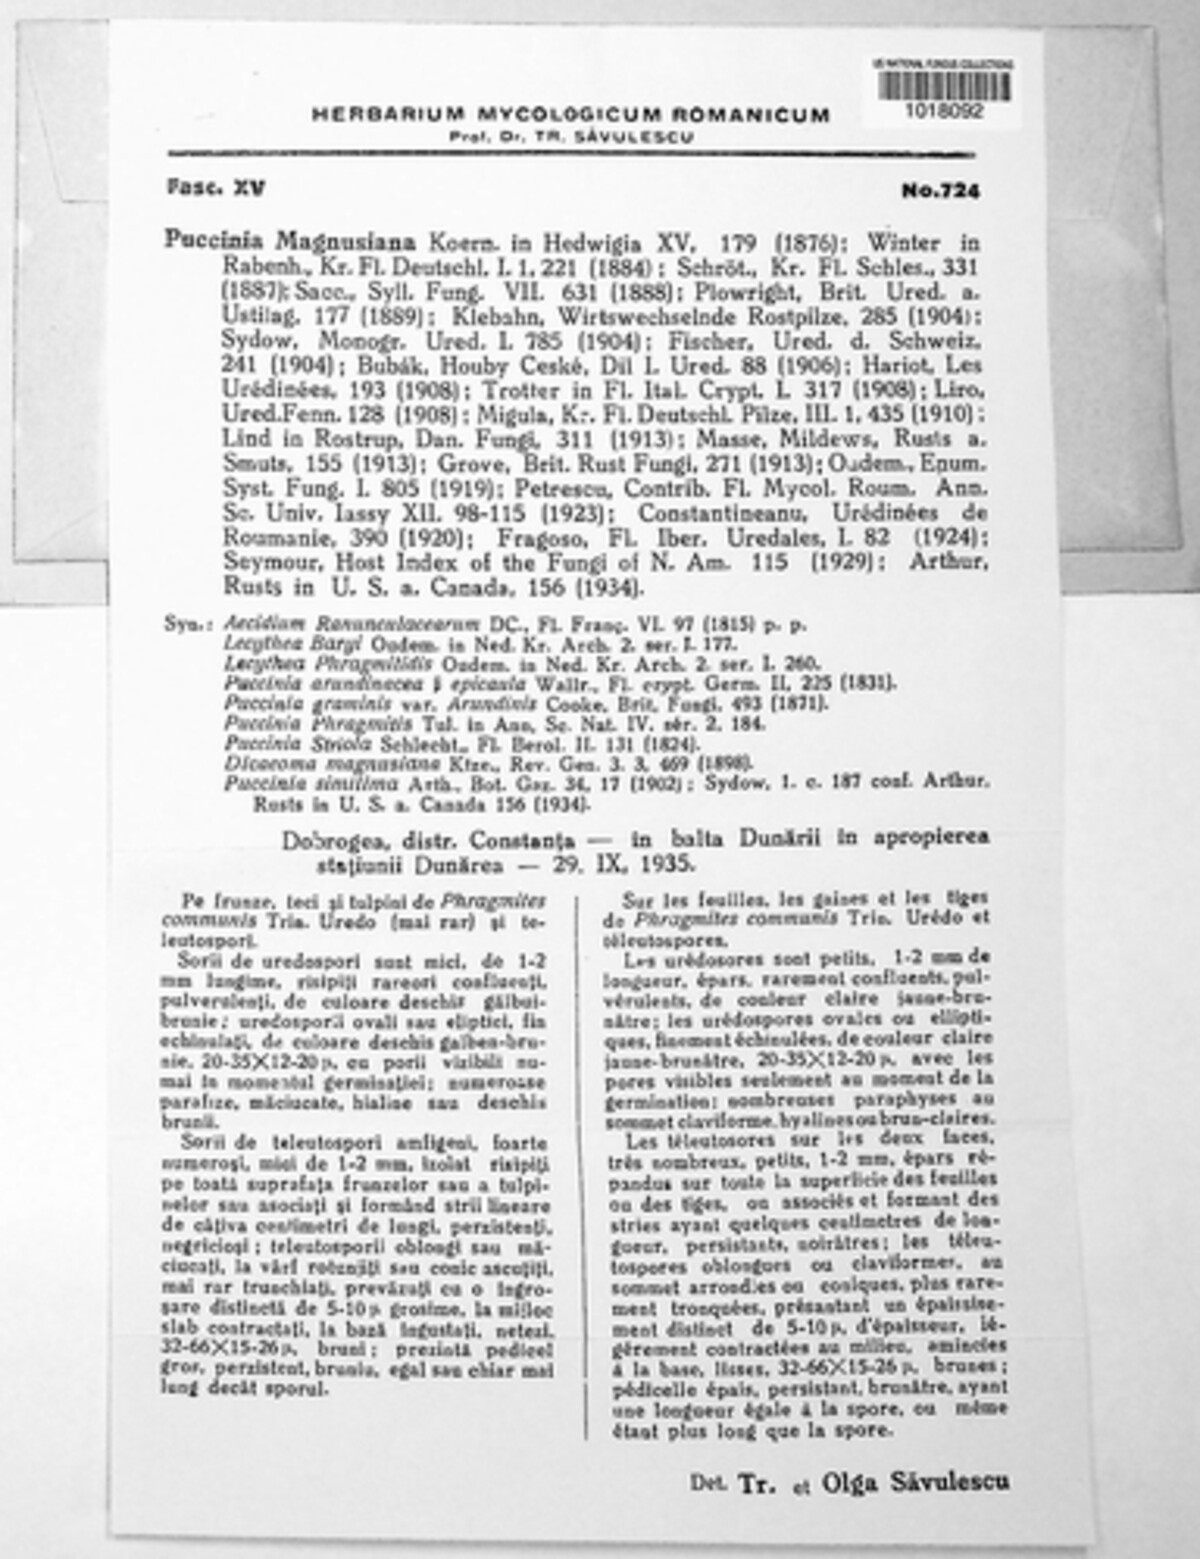 US NATIONAL FUNGUS COLLECTIONS
1018092
HERBARIUM MYCOLOGICUM ROMANICUM
Prof. Dr. TR. SĂVULESCU
Fasc. XV
No.724
Puccinia Magnusiana Koern. in Hedwigia XV, 179 (1876); Winter in
Rabenh., Kr. Fl. Deutschl. I. 1, 221 (1884); Schröt., Kr. Fl. Schles., 331
(1887); Sacc., Syll. Fung. VII. 631 (1888); Plowright, Brit. Ured. a.
Ustilag. 177 (1889); Klebahn, Wirtswechselnde Rostpilze, 285 (1904);
Sydow, Monogr. Ured. I. 785 (1904); Fischer, Ured. d. Schweiz,
241 (1904); Bubák, Houby Ceské, Dil I. Ured. 88 (1906); Hariot, Les
Urédinées, 193 (1908); Trotter in Fl. Ital. Crypt. I. 317 (1908); Liro,
Ured.Fenn. 128 (1908); Migula, Kr. Fl. Deutschl. Pilze, III. 1, 435 (1910);
Lind in Rostrup, Dan. Fungi, 311 (1913); Masse, Mildews, Rusts a.
Smuts, 155 (1913); Grove, Brit. Rust Fungi, 271 (1913); Oudem., Enum.
Syst. Fung. I. 805 (1919); Petrescu, Contrib. Fl. Mycol. Roum. Ann.
Sc. Univ. Iassy XII. 98-115 (1923); Constantineanu, Urédinées de
Roumanie, 390 (1920); Fragoso, Fl. Iber. Uredales, I. 82 (1924);
Seymour, Host Index of the Fungi of N. Am. 115 (1929); Arthur,
Rusts in U. S. a. Canada, 156 (1934).
Syn.: Aecidium Ranunculacearum DC., Fl. Franç. VI. 97 (1815) p. p.
Lecythea Baryi Oudem. in Ned. Kr. Arch. 2. ser. I. 177.
Lecythea Phragmitidis Oudem. in Ned. Kr. Arch. 2. ser. I. 260.
Puccinia arundinacea β epicaula Wallr., Fl. crypt. Germ. II, 225 (1831).
Puccinia graminis var. Arundinis Cooke, Brit. Fungi, 493 (1871).
Puccinia Phragmitis Tul. in Ann, Sc. Nat. IV. sér. 2. 184.
Puccinia Striola Schlecht., Fl. Berol. II. 131 (1824).
Dicaeoma magnusiana Ktze., Rev. Gen. 3. 3, 469 (1898).
Puccinia simillima Arth., Bot. Gaz. 34, 17 (1902); Sydow, l. c. 187 conf. Arthur.
Rusts in U. S. a. Canada 156 (1934).
Dobrogea, distr. Constanța — in balta Dunării în apropierea
stațiunii Dunărea — 29. IX, 1935.
Pe frunze, teci și tulpini de Phragmites
communis Trin. Uredo (mai rar) și te-
leutospori.
Sorii de uredospori sunt mici, de 1-2
mm lungime, risipiți rareori confluenți,
pulverulenți, de culoare deschis gălbui-
brunie; uredosporii ovali sau eliptici, fin
echinulați, de culoare deschis galben-bru-
nie, 20-35×12-20 μ, cu porii vizibili nu-
mai în momentul germinației; numeroase
parafize, măciucate, hialine sau deschis
brunii.
Sorii de teleutospori amfigeni, foarte
numeroși, mici de 1-2 mm, izolat risipiți
pe toată suprafața frunzelor sau a tulpi-
nelor sau asociați și formând strii lineare
de câțiva centimetri de lungi, perzistenți,
negricioși; teleutosporii oblongi sau mă-
ciucați, la vârf rotunjiți sau conic ascuțiți,
mai rar trunchiați, prevăzuți cu o îngro-
șare distinctă de 5-10 μ grosime, la mijloc
slab contractați, la bază îngustați, netezi,
32-66×15-26 μ, bruni; prezintă pedicel
gros, perzistent, bruniu, egal sau chiar mai
lung decât sporul.
Sur les feuilles, les gaines et les tiges
de Phragmites communis Trin. Urédo et
téleutospores.
Les urédosores sont petits, 1-2 mm de
longueur, épars, rarement confluents, pul-
vérulents, de couleur claire jaune-bru-
nâtre; les urédospores ovales ou ellipti-
ques, finement échinulées, de couleur claire
jaune-brunâtre, 20-35×12-20 μ, avec les
pores visibles seulement au moment de la
germination; nombreuses paraphyses au
sommet claviforme, hyalines ou brun-claires.
Les téleutosores sur les deux faces,
très nombreux, petits, 1-2 mm, épars ré-
pandus sur toute la superficie des feuilles
ou des tiges, ou associés et formant des
stries ayant quelques centimètres de lon-
gueur, persistants, noirâtres; les téleu-
tospores oblongues ou claviformes, au
sommet arrondies ou coniques, plus rare-
ment tronquées, présantant un épaissise-
ment distinct de 5-10 μ, d'épaisseur, lé-
gèrement contractées au milieu, amincies
à la base, lisses, 32-66×15-26 μ, brunes;
pédicelle épais, persistant, brunâtre, ayant
une longueur égale à la spore, ou même
étant plus long que la spore.
Det. Tr. et Olga Săvulescu